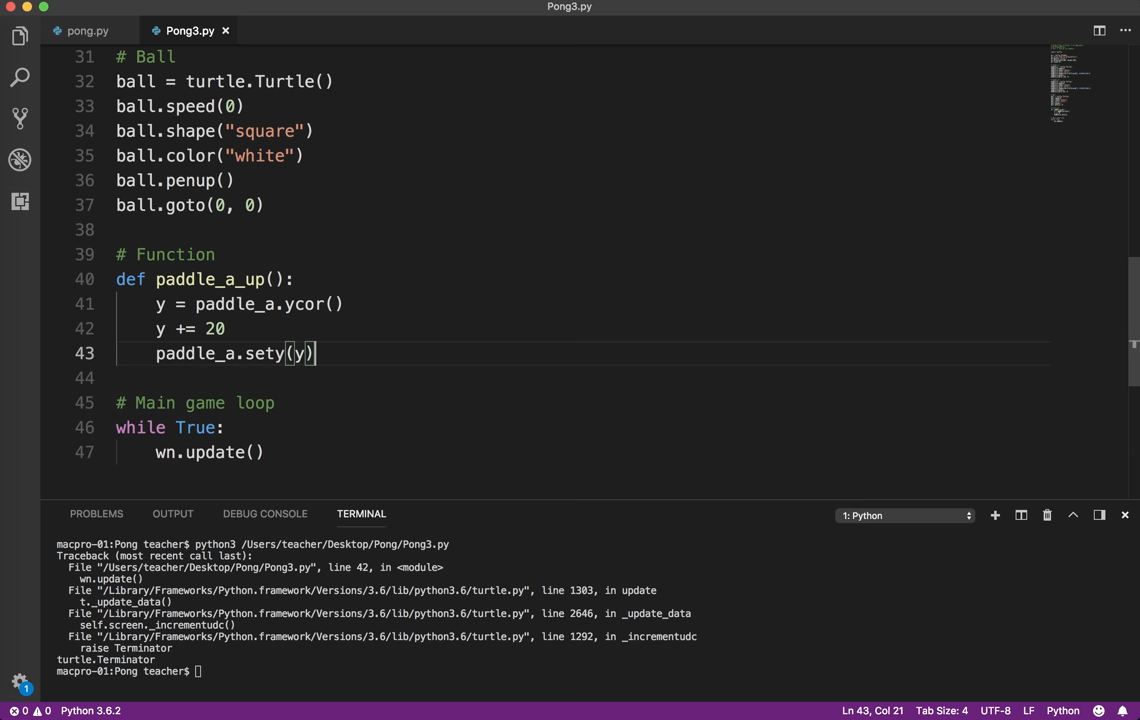 Pong3.py
pong.py
Pong3.py ×
31 # Ball
32 ball = turtle.Turtle()
33 ball.speed(0)
34 ball.shape("square")
35 ball.color("white")
36 ball.penup()
37 ball.goto(0, 0)
38
39 # Function
40 def paddle_a_up():
41 y = paddle_a.ycor()
42 y += 20
43 paddle_a.sety(y)
44
45 # Main game loop
46 while True:
47 wn.update()
PROBLEMS OUTPUT DEBUG CONSOLE TERMINAL 1: Python
macpro-01:Pong teacher$ python3 /Users/teacher/Desktop/Pong/Pong3.py
Traceback (most recent call last):
File "/Users/teacher/Desktop/Pong/Pong3.py", line 42, in <module>
wn.update()
File "/Library/Frameworks/Python.framework/Versions/3.6/lib/python3.6/turtle.py", line 1303, in update
t._update_data()
File "/Library/Frameworks/Python.framework/Versions/3.6/lib/python3.6/turtle.py", line 2646, in _update_data
self.screen._incrementudc()
File "/Library/Frameworks/Python.framework/Versions/3.6/lib/python3.6/turtle.py", line 1292, in _incrementudc
raise Terminator
turtle.Terminator
macpro-01:Pong teacher$
1
0 0 Python 3.6.2 Ln 43, Col 21 Tab Size: 4 UTF-8 LF Python